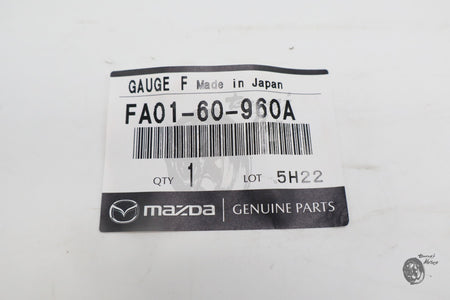 GAUGE F Made in Japan
FA01-60-960A
QTY 1 LOT 5H22
mazda GENUINE PARTS